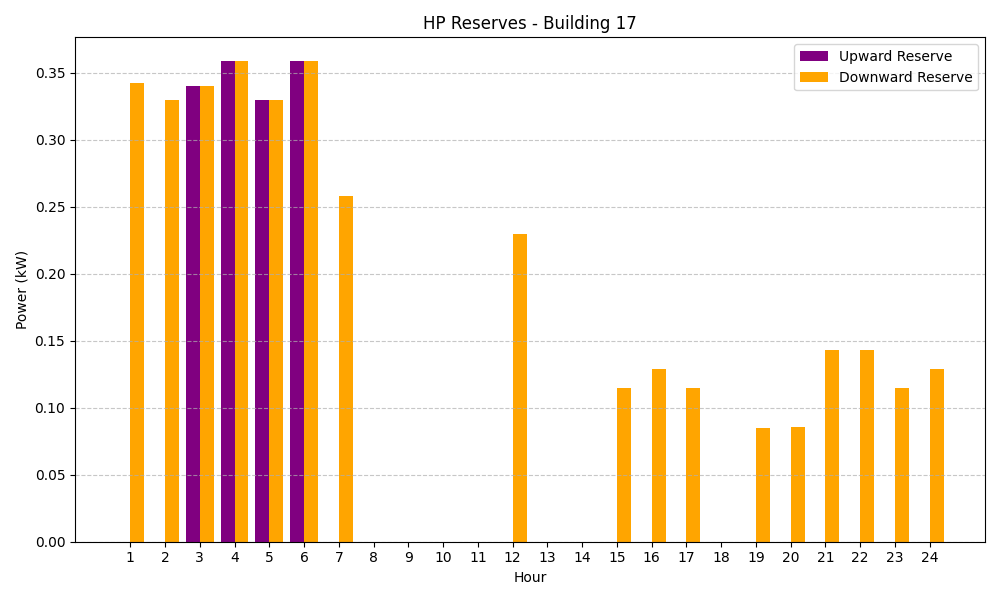 HP Reserves - Building 17
Upward Reserve
Downward Reserve
Power (kW)
0.35
0.30
0.25
0.20
0.15
0.10
0.05
0.00
1 2 3 4 5 6 7 8 9 10 11 12 13 14 15 16 17 18 19 20 21 22 23 24
Hour